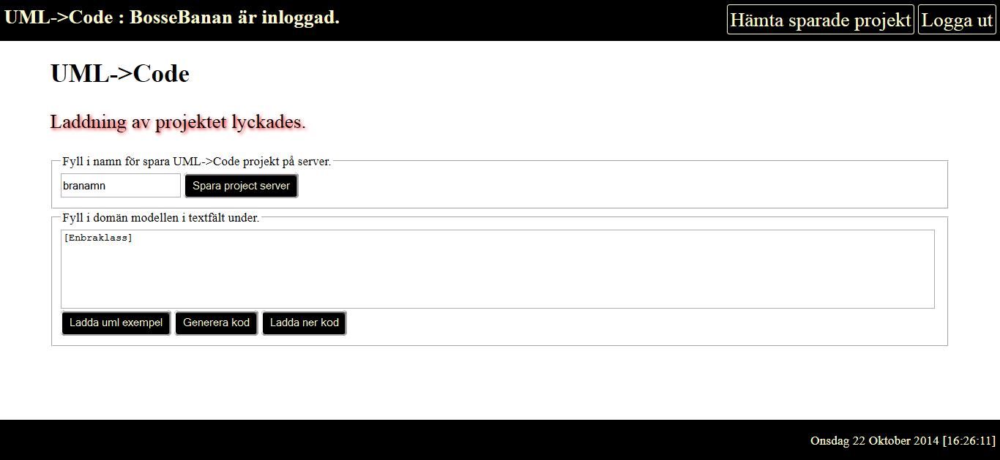 UML->Code : BosseBanan är inloggad.
Hämta sparade projekt Logga ut
UML->Code
Laddning av projektet lyckades.
Fyll i namn för spara UML->Code projekt på server.
branamn Spara project server
Fyll i domän modellen i textfält under.
[Enbraklass]
Ladda uml exempel Generera kod Ladda ner kod
Onsdag 22 Oktober 2014 [16:26:11]